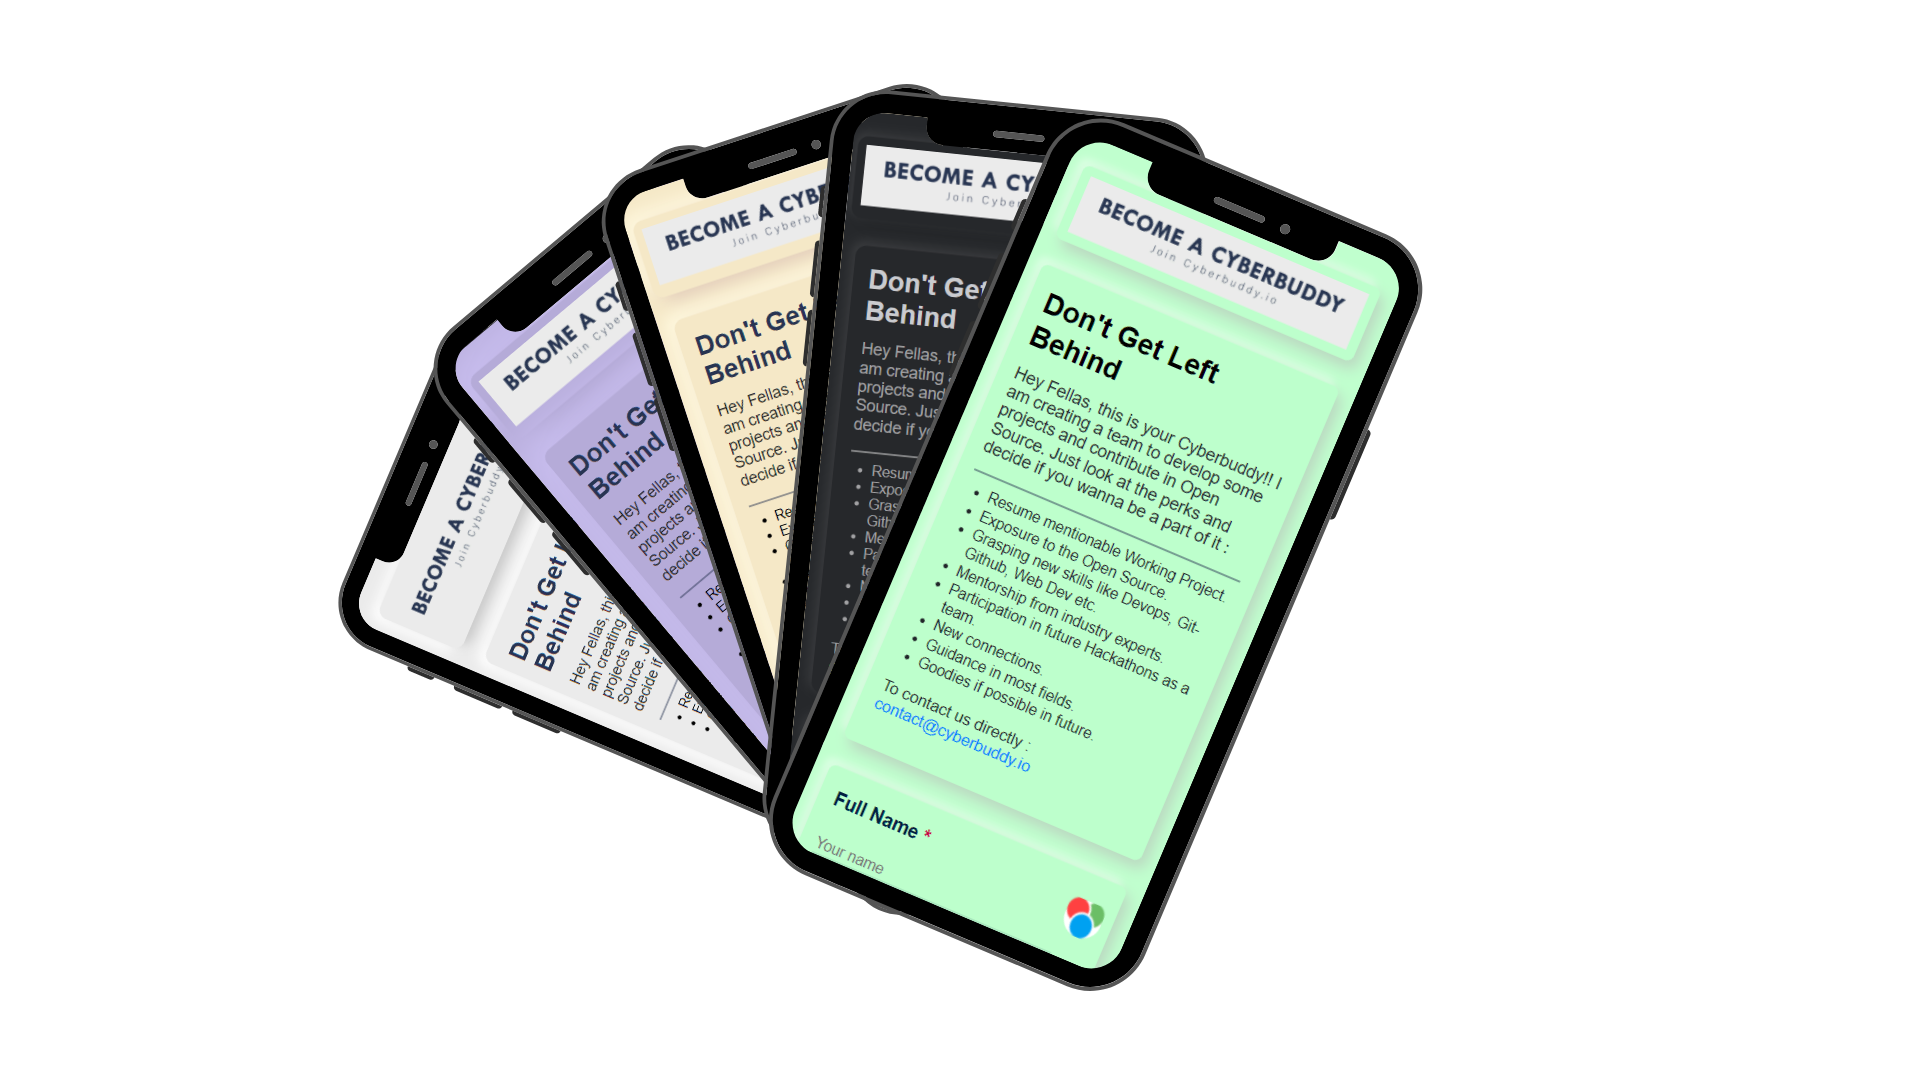 BECOME A CYBER
Join Cyberbuddy
Don't Get
Behind
Hey Fellas, thi
am creating
projects and
Source. Ju
decide if
Re
E
BECOME A CY
Join Cyber
Don't Get
Behind
Hey Fellas,
am creating
projects a
Source.
decide i
Re
E
BECOME A CYBE
Join Cyberbu
Don't Get
Behind
Hey Fellas, th
am creating
projects an
Source. J
decide if
Re
E
BECOME A CY
Join Cyber
Don't Get
Behind
Hey Fellas, th
am creating
projects and
Source. Jus
decide if y
Resum
Expo
Gras
Gith
Me
Pa
te
T
BECOME A CYBERBUDDY
Join Cyberbuddy.io
Don't Get Left
Behind
Hey Fellas, this is your Cyberbuddy!! I
am creating a team to develop some
projects and contribute in Open
Source. Just look at the perks and
decide if you wanna be a part of it :
• Resume mentionable Working Project.
• Exposure to the Open Source.
• Grasping new skills like Devops, Git-
Github, Web Dev etc.
• Mentorship from industry experts.
• Participation in future Hackathons as a
team.
• New connections.
• Guidance in most fields.
• Goodies if possible in future.
To contact us directly :
contact@cyberbuddy.io
Full Name *
Your name